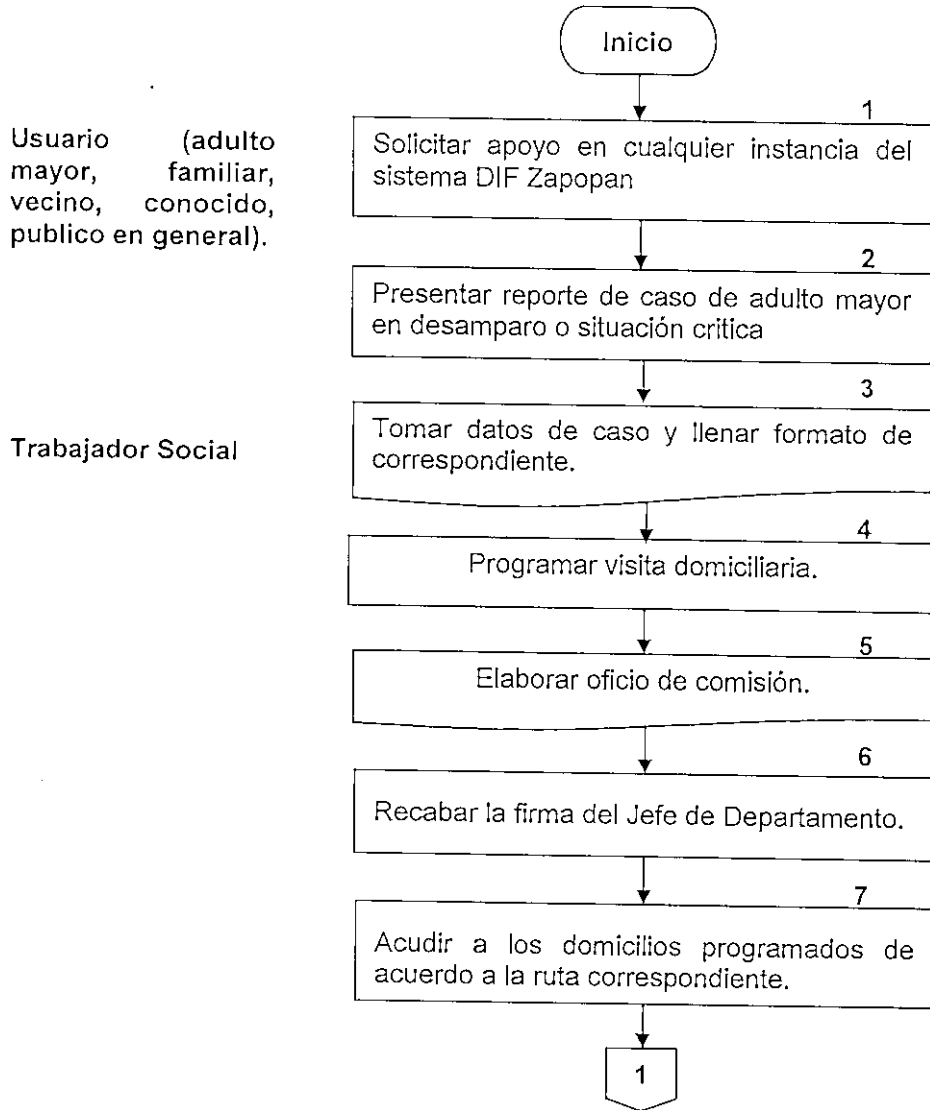 Inicio
1
Usuario (adulto
mayor, familiar,
vecino, conocido,
publico en general).
Solicitar apoyo en cualquier instancia del
sistema DIF Zapopan
2
Presentar reporte de caso de adulto mayor
en desamparo o situación critica
3
Trabajador Social
Tomar datos de caso y llenar formato de
correspondiente.
4
Programar visita domiciliaria.
5
Elaborar oficio de comisión.
6
Recabar la firma del Jefe de Departamento.
7
Acudir a los domicilios programados de
acuerdo a la ruta correspondiente.
1